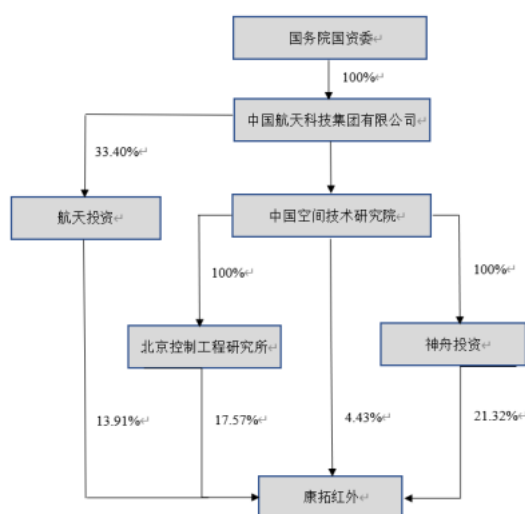 国务院国资委↵
100%↵
中国航天科技集团有限公司↵
33.40%↵
航天投资↵
中国空间技术研究院↵
100%↵
100%↵
北京控制工程研究所↵
神舟投资↵
13.91%↵
17.57%↵
4.43%↵
21.32%↵
康拓红外↵